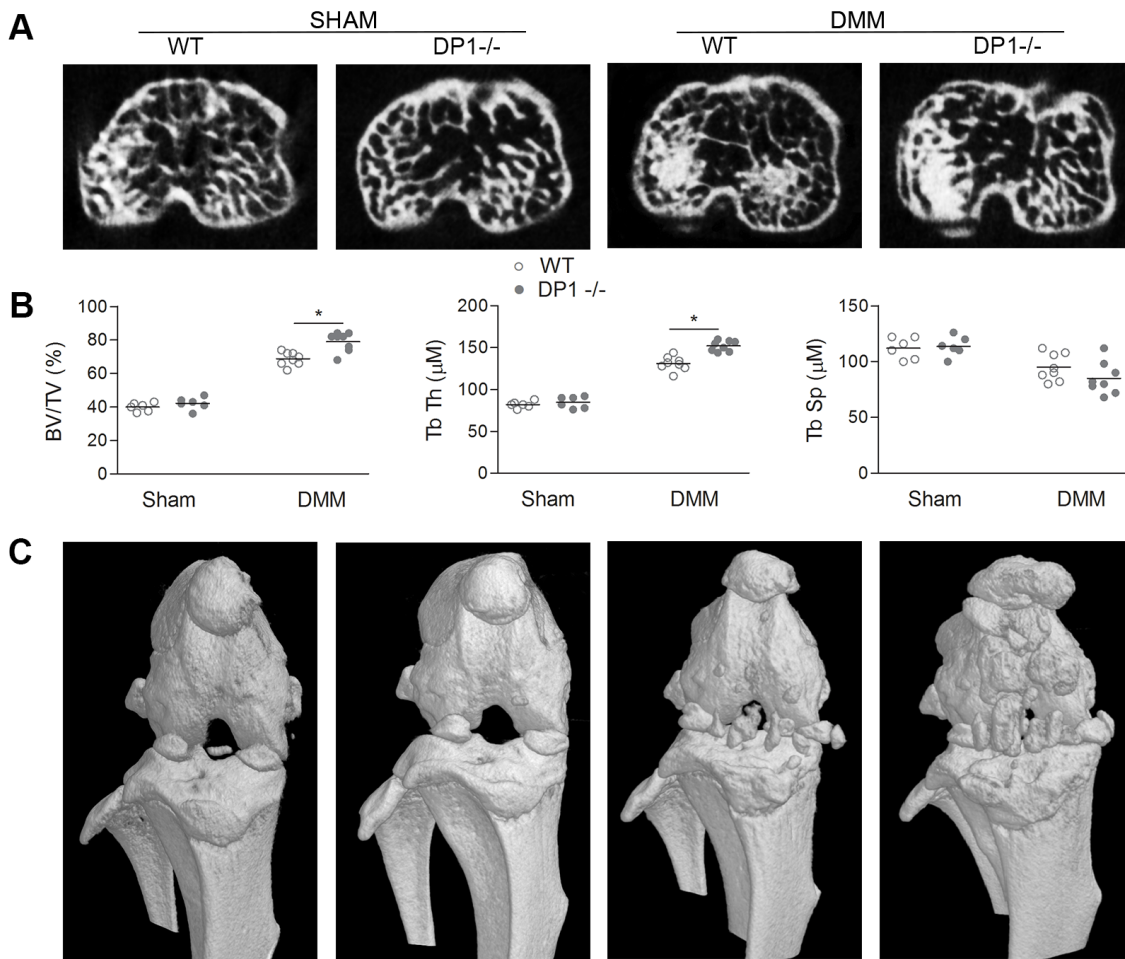 A
SHAM
DMM
WT
DP1-/-
WT
DP1-/-
WT
DP1 -/-
B
BV/TV (%)
100
80
60
40
20
0
*
Sham
DMM
Tb Th (μM)
200
150
100
50
0
*
Sham
DMM
Tb Sp (μM)
150
100
50
0
Sham
DMM
C